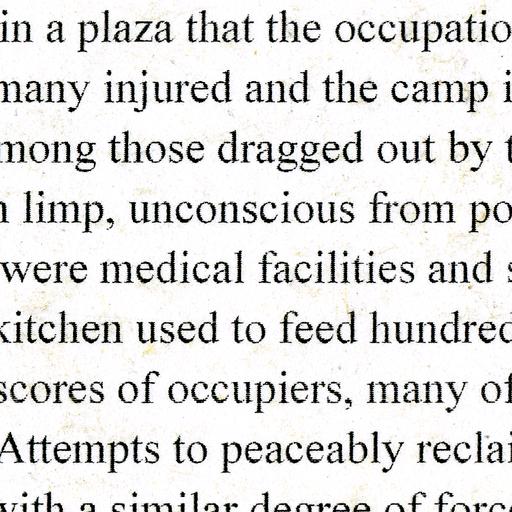 in a plaza that the occupatio
many injured and the camp i
mong those dragged out by t
limp, unconscious from po
were medical facilities and s
kitchen used to feed hundred
scores of occupiers, many of
Attempts to peaceably reclai
with a similar degree of force